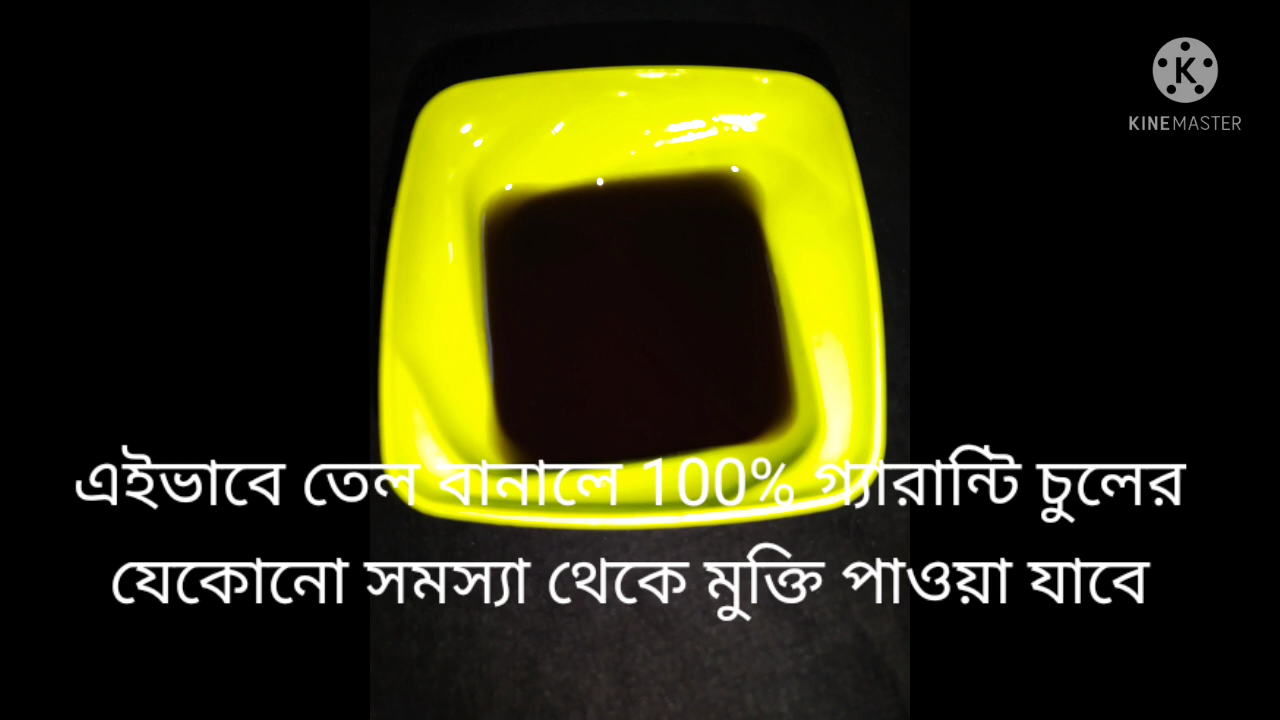 KINEMASTER
এইভাবে তেল বানালে 100% গ্যারান্টি চুলের
যেকোনো সমস্যা থেকে মুক্তি পাওয়া যাবে